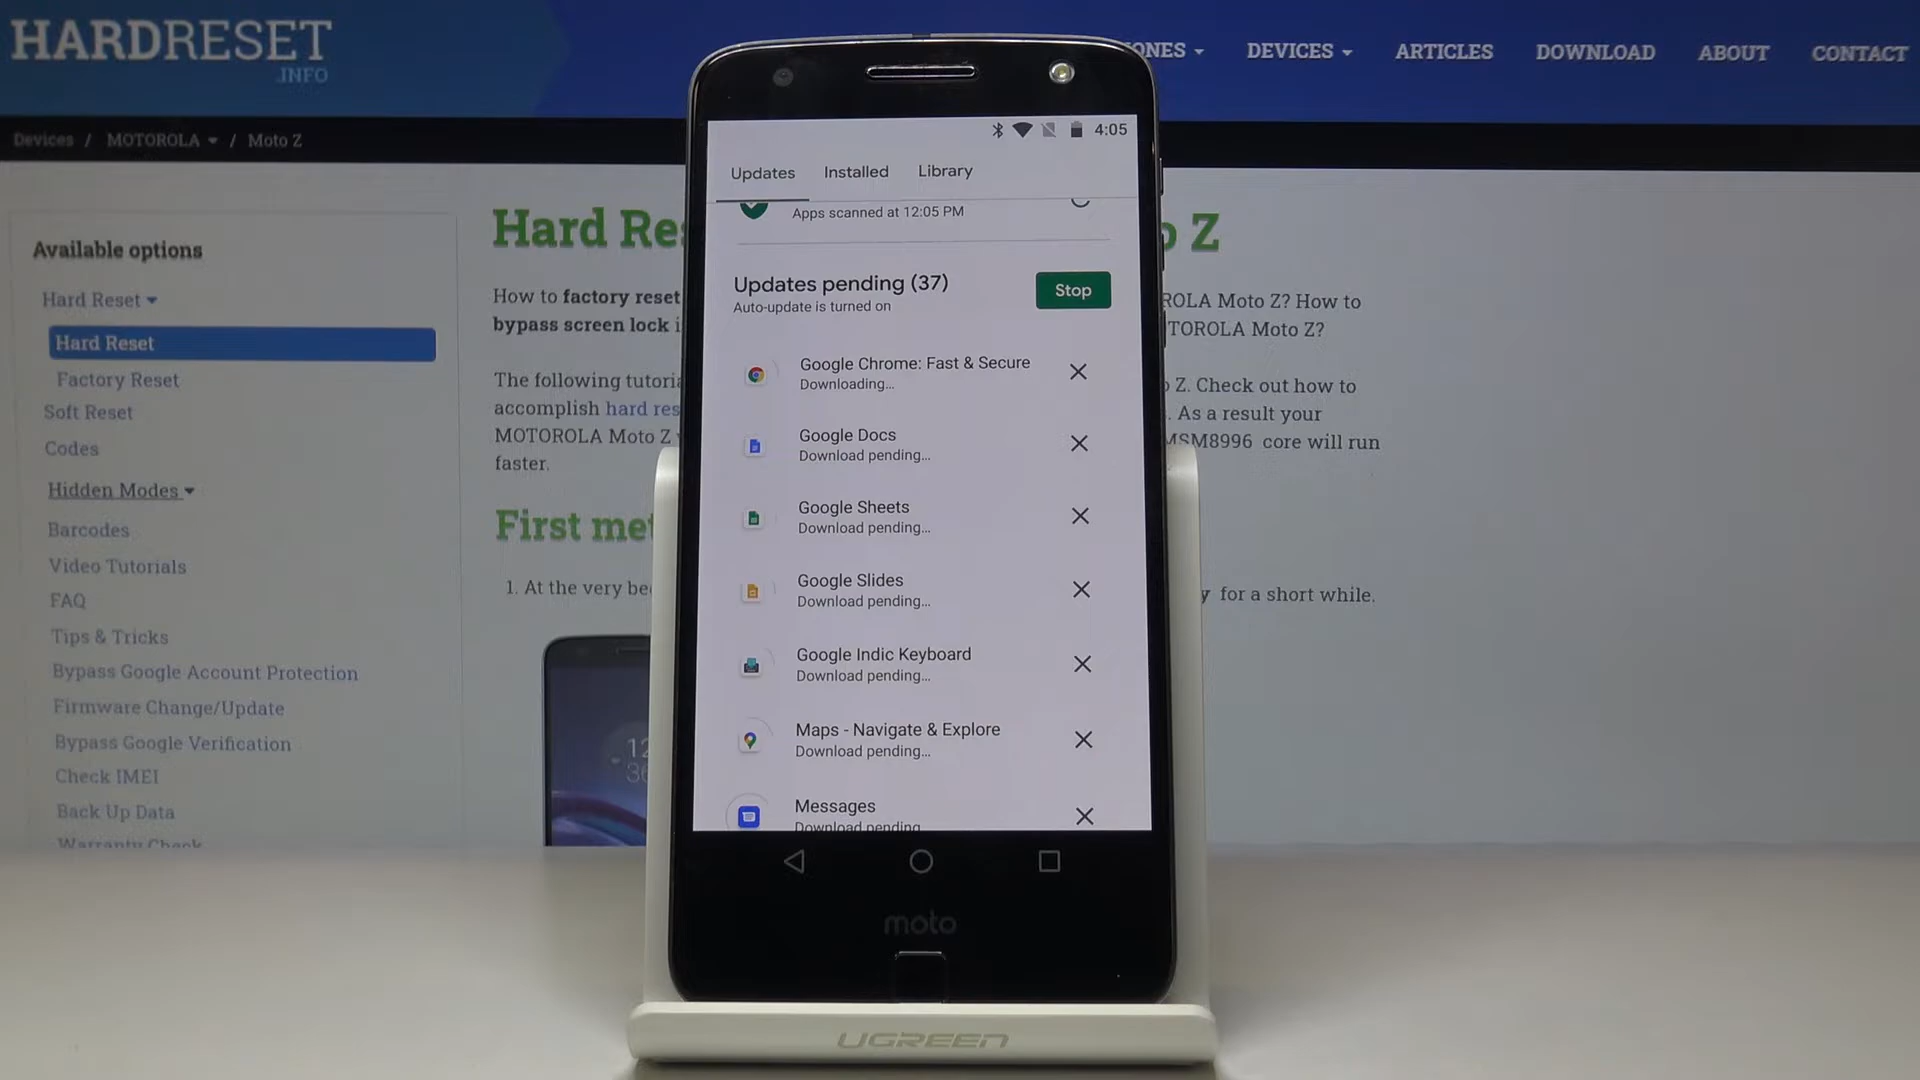 HARDRESET
.INFO
ONES
DEVICES
ARTICLES
DOWNLOAD
ABOUT
CONTACT
Devices / MOTOROLA / Moto Z
Available options
Hard Reset
Hard Reset
Factory Reset
Soft Reset
Codes
Hidden Modes
Barcodes
Video Tutorials
FAQ
Tips & Tricks
Bypass Google Account Protection
Firmware Change/Update
Bypass Google Verification
Check IMEI
Back Up Data
Warranty Check
Hard Re
Z
How to factory reset
ROLA Moto Z? How to
bypass screen lock
TOROLA Moto Z?
The following
Z. Check out how to
accomplish hard res
. As a result your
MOTOROLA Moto Z
MSM8996 core will run
faster.
First me
1. At the very be
y for a short while.
4:05
Updates Installed Library
Apps scanned at 12:05 PM
Updates pending (37)
Auto-update is turned on
Stop
Google Chrome: Fast & Secure
Downloading...
Google Docs
Download pending...
Google Sheets
Download pending...
Google Slides
Download pending...
Google Indic Keyboard
Download pending...
Maps - Navigate & Explore
Download pending...
Messages
Download pending
moto
UGREEN